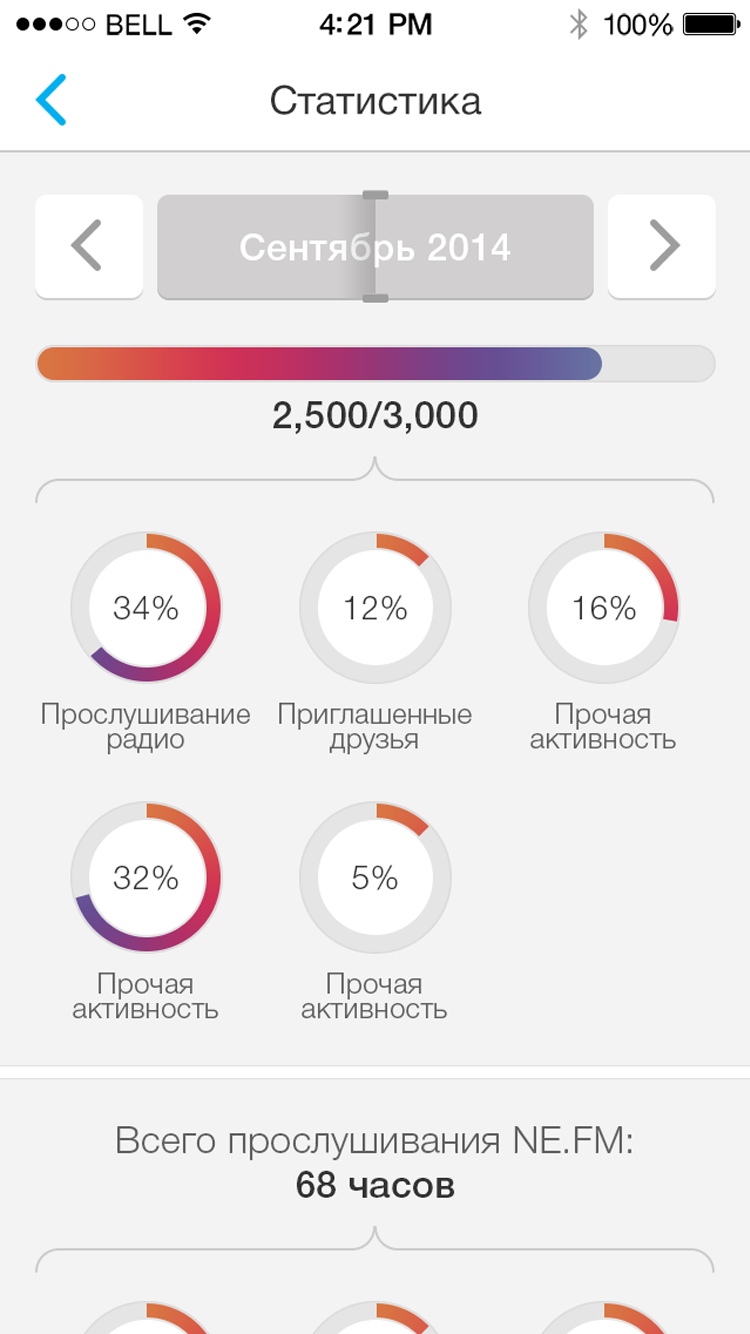 BELL 4:21 PM 100%
Статистика
Сентябрь 2014
2,500/3,000
34% 12% 16%
Прослушивание Приглашенные Прочая
радио друзья активность
32% 5%
Прочая Прочая
активность активность
Всего прослушивания NE.FM:
68 часов